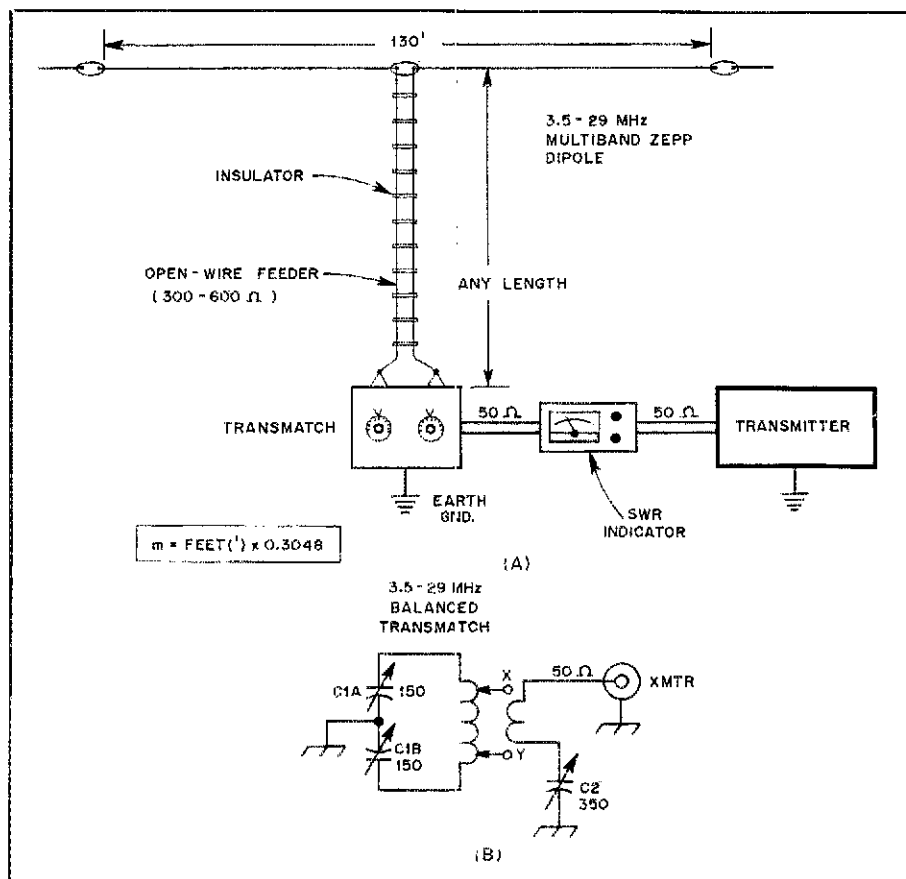 130'
3.5 - 29 MHz
MULTIBAND ZEPP
DIPOLE
INSULATOR
OPEN - WIRE FEEDER
( 300 - 600 Ω )
ANY LENGTH
TRANSMATCH
50 Ω
50 Ω
TRANSMITTER
EARTH
GND.
SWR
INDICATOR
m = FEET(') x 0.3048
(A)
3.5 - 29 MHz
BALANCED
TRANSMATCH
C1A
150
X
50 Ω
XMTR
C1B
150
Y
C2
350
(B)